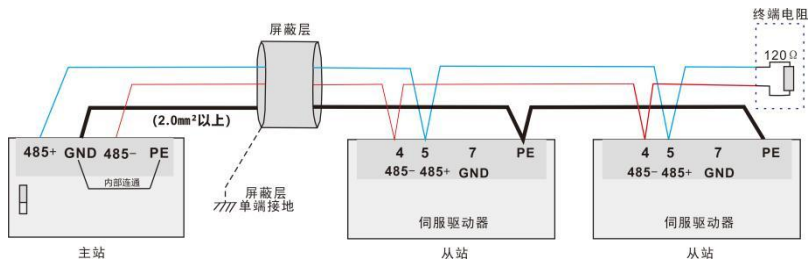 终端电阻
屏蔽层
120Ω
(2.0mm²以上)
485+ GND 485- PE
内部连通
屏蔽层
单端接地
主站
4 5 7 PE
485- 485+ GND
伺服驱动器
从站
4 5 7 PE
485- 485+ GND
伺服驱动器
从站